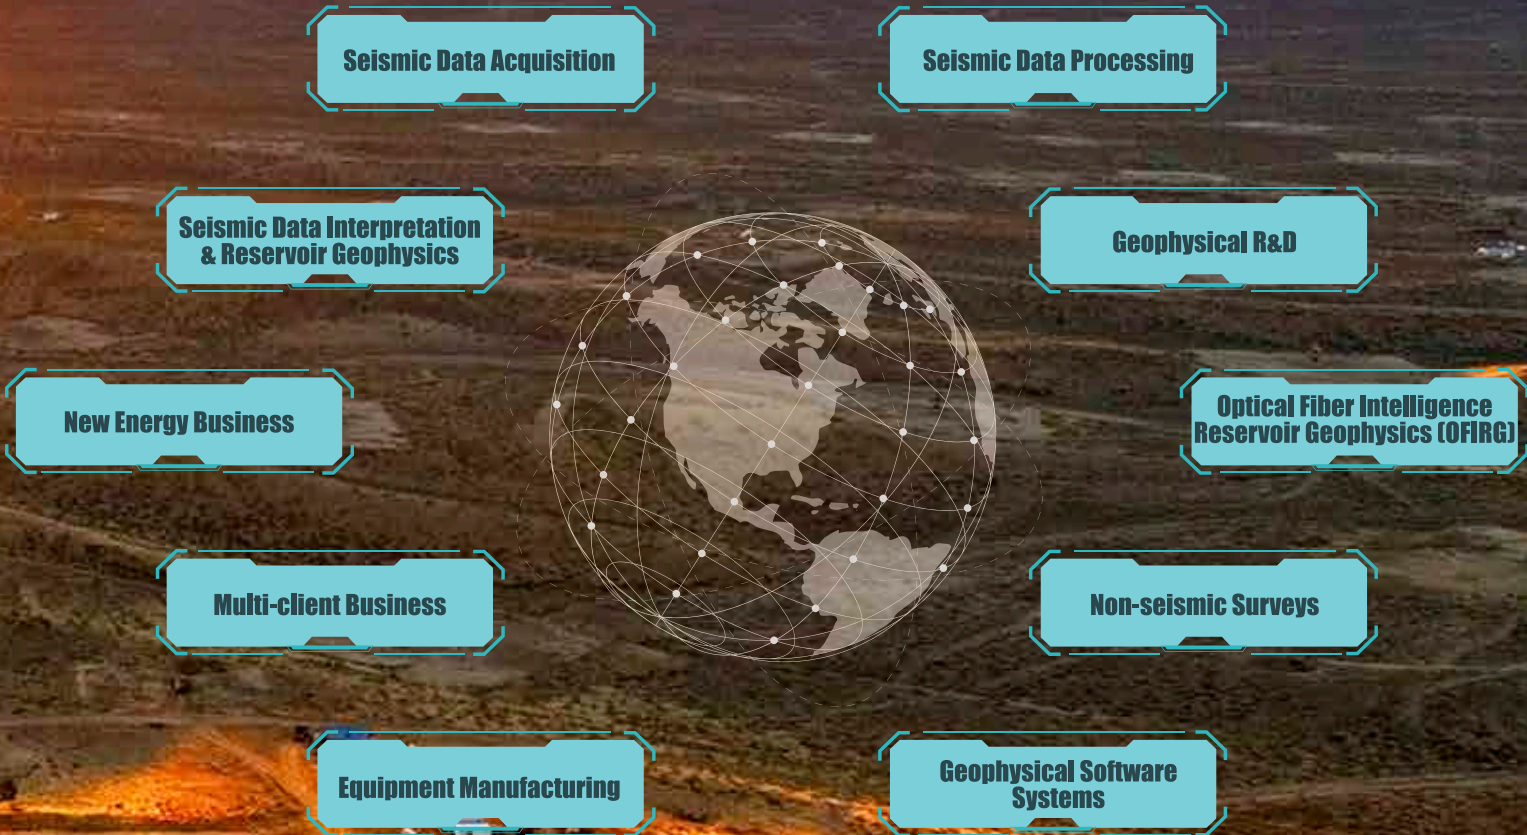 Seismic Data Acquisition
Seismic Data Processing
Seismic Data Interpretation
& Reservoir Geophysics
Geophysical R&D
New Energy Business
Optical Fiber Intelligence
Reservoir Geophysics (OFIRG)
Multi-client Business
Non-seismic Surveys
Equipment Manufacturing
Geophysical Software
Systems